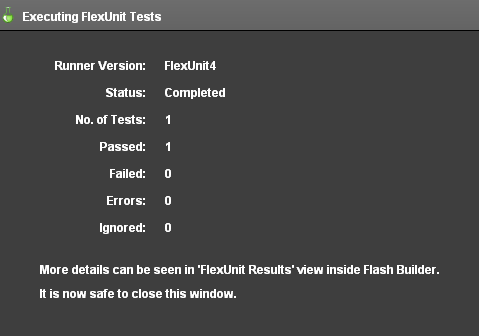 Executing FlexUnit Tests
Runner Version: FlexUnit4
Status: Completed
No. of Tests: 1
Passed: 1
Failed: 0
Errors: 0
Ignored: 0
More details can be seen in 'FlexUnit Results' view inside Flash Builder.
It is now safe to close this window.